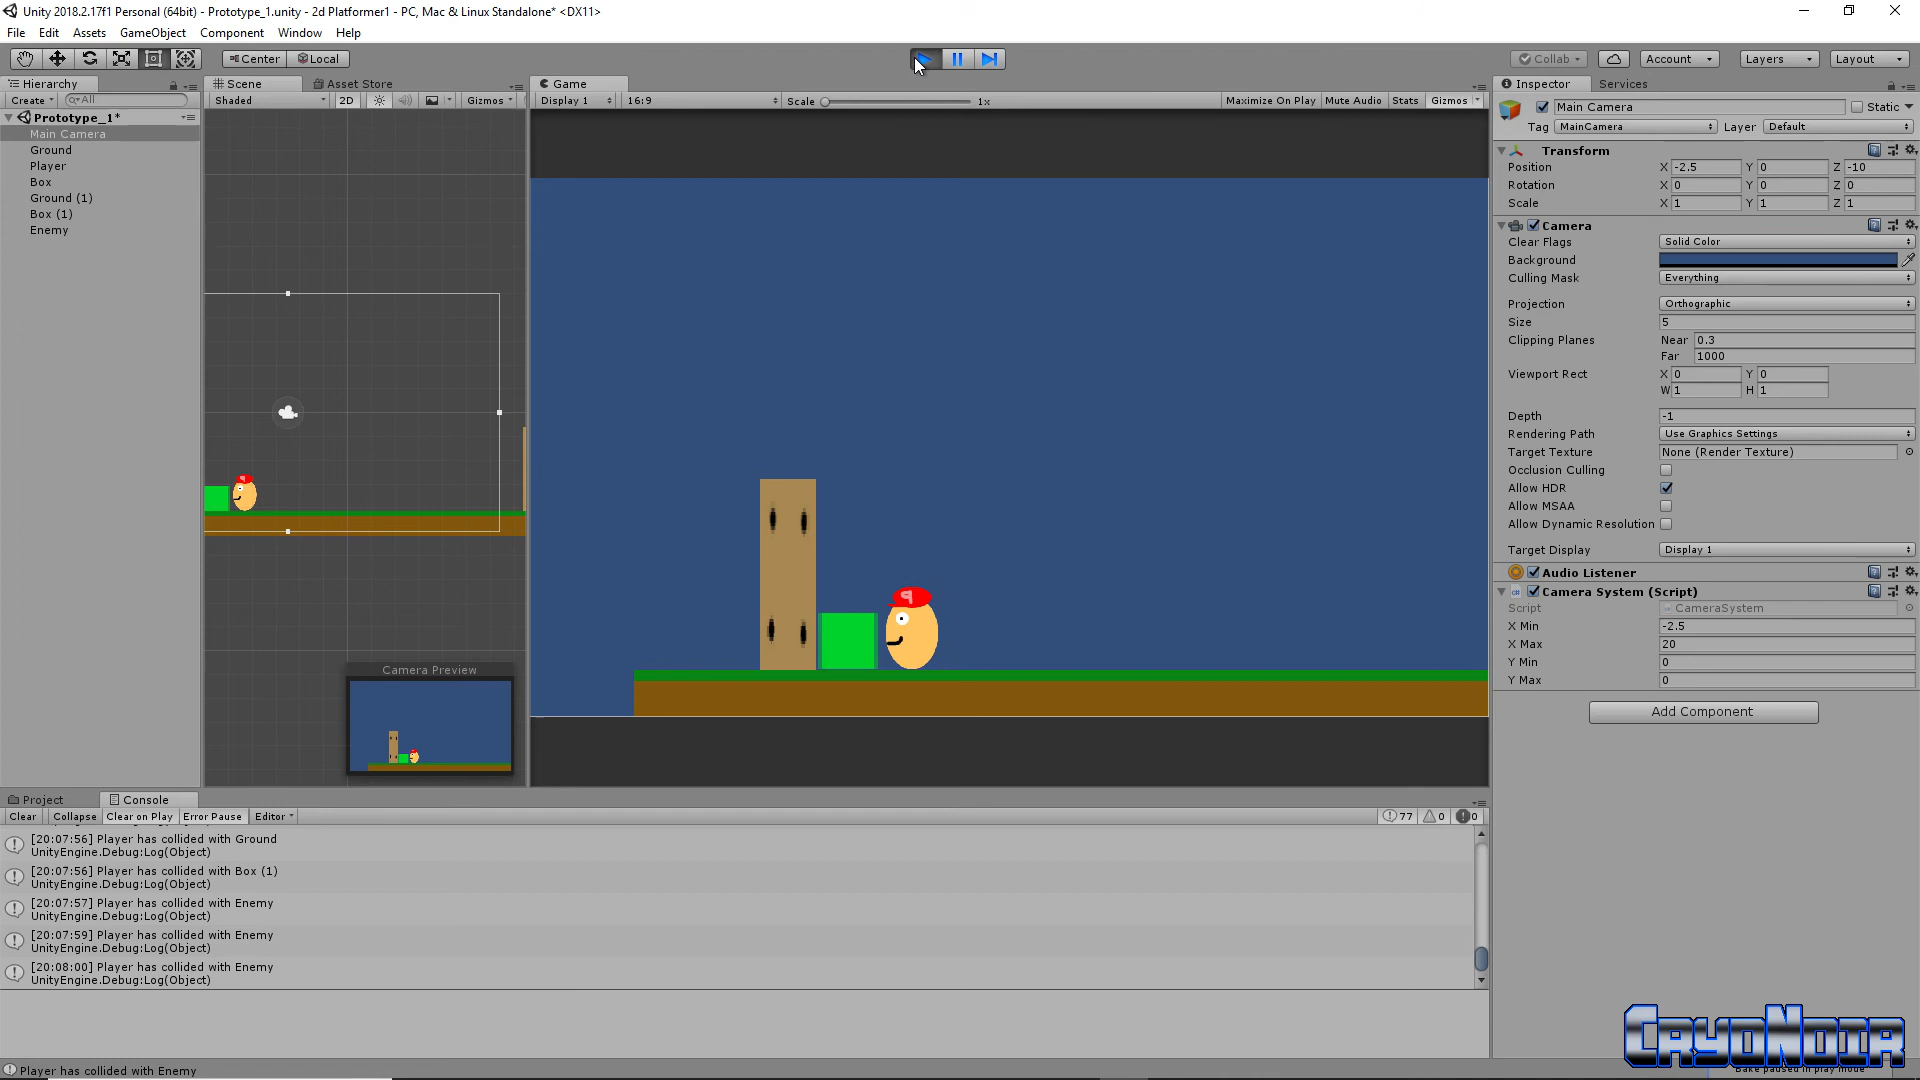 Unity 2018.2.17f1 Personal (64bit) - Prototype_1.unity - 2d Platformer1 - PC, Mac & Linux Standalone* <DX11>
File Edit Assets GameObject Component Window Help
Center Local Collab Account Layers Layout
Hierarchy Scene Asset Store Game Inspector Services
Create All Shaded 2D Gizmos Display 1 16:9 Scale 1x Maximize On Play Mute Audio Stats Gizmos
Prototype_1*
Main Camera
Ground
Player
Box
Ground (1)
Box (1)
Enemy
Camera Preview
P
Main Camera Static
Tag MainCamera Layer Default
Transform
Position X -2.5 Y 0 Z -10
Rotation X 0 Y 0 Z 0
Scale X 1 Y 1 Z 1
Camera
Clear Flags Solid Color
Background
Culling Mask Everything
Projection Orthographic
Size 5
Clipping Planes Near 0.3
Far 1000
Viewport Rect X 0 Y 0
W 1 H 1
Depth -1
Rendering Path Use Graphics Settings
Target Texture None (Render Texture)
Occlusion Culling
Allow HDR
Allow MSAA
Allow Dynamic Resolution
Target Display Display 1
Audio Listener
Camera System (Script)
Script CameraSystem
X Min -2.5
X Max 20
Y Min 0
Y Max 0
Add Component
Project Console
Clear Collapse Clear on Play Error Pause Editor 77 0 0
[20:07:56] Player has collided with Ground
UnityEngine.Debug:Log(Object)
[20:07:56] Player has collided with Box (1)
UnityEngine.Debug:Log(Object)
[20:07:57] Player has collided with Enemy
UnityEngine.Debug:Log(Object)
[20:07:59] Player has collided with Enemy
UnityEngine.Debug:Log(Object)
[20:08:00] Player has collided with Enemy
UnityEngine.Debug:Log(Object)
CryoNoir
Player has collided with Enemy
Bake paused in play mode